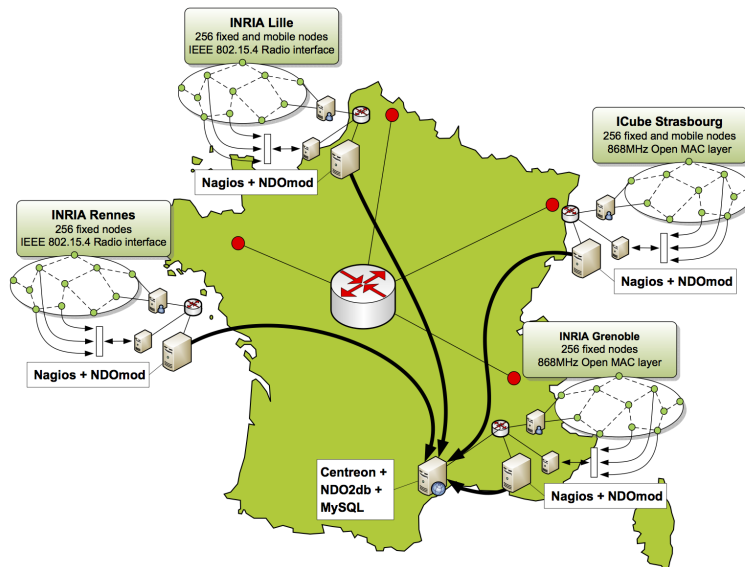 INRIA Lille
256 fixed and mobile nodes
IEEE 802.15.4 Radio interface
Nagios + NDOmod
ICube Strasbourg
256 fixed and mobile nodes
868MHz Open MAC layer
Nagios + NDOmod
INRIA Rennes
256 fixed nodes
IEEE 802.15.4 Radio interface
Nagios + NDOmod
INRIA Grenoble
256 fixed nodes
868MHz Open MAC layer
Nagios + NDOmod
Centreon +
NDO2db +
MySQL